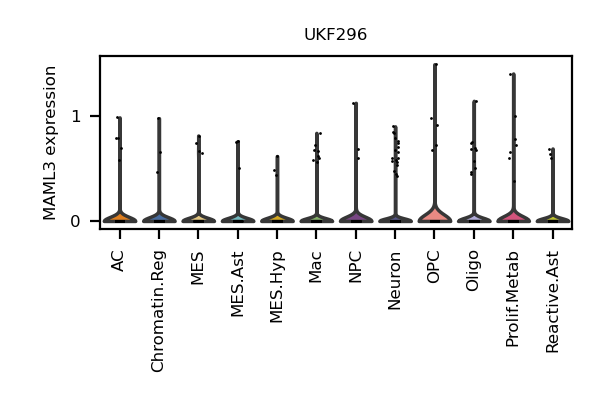 UKF296
MAML3 expression
1
0
AC
Chromatin.Reg
MES
MES.Ast
MES.Hyp
Mac
NPC
Neuron
OPC
Oligo
Prolif.Metab
Reactive.Ast